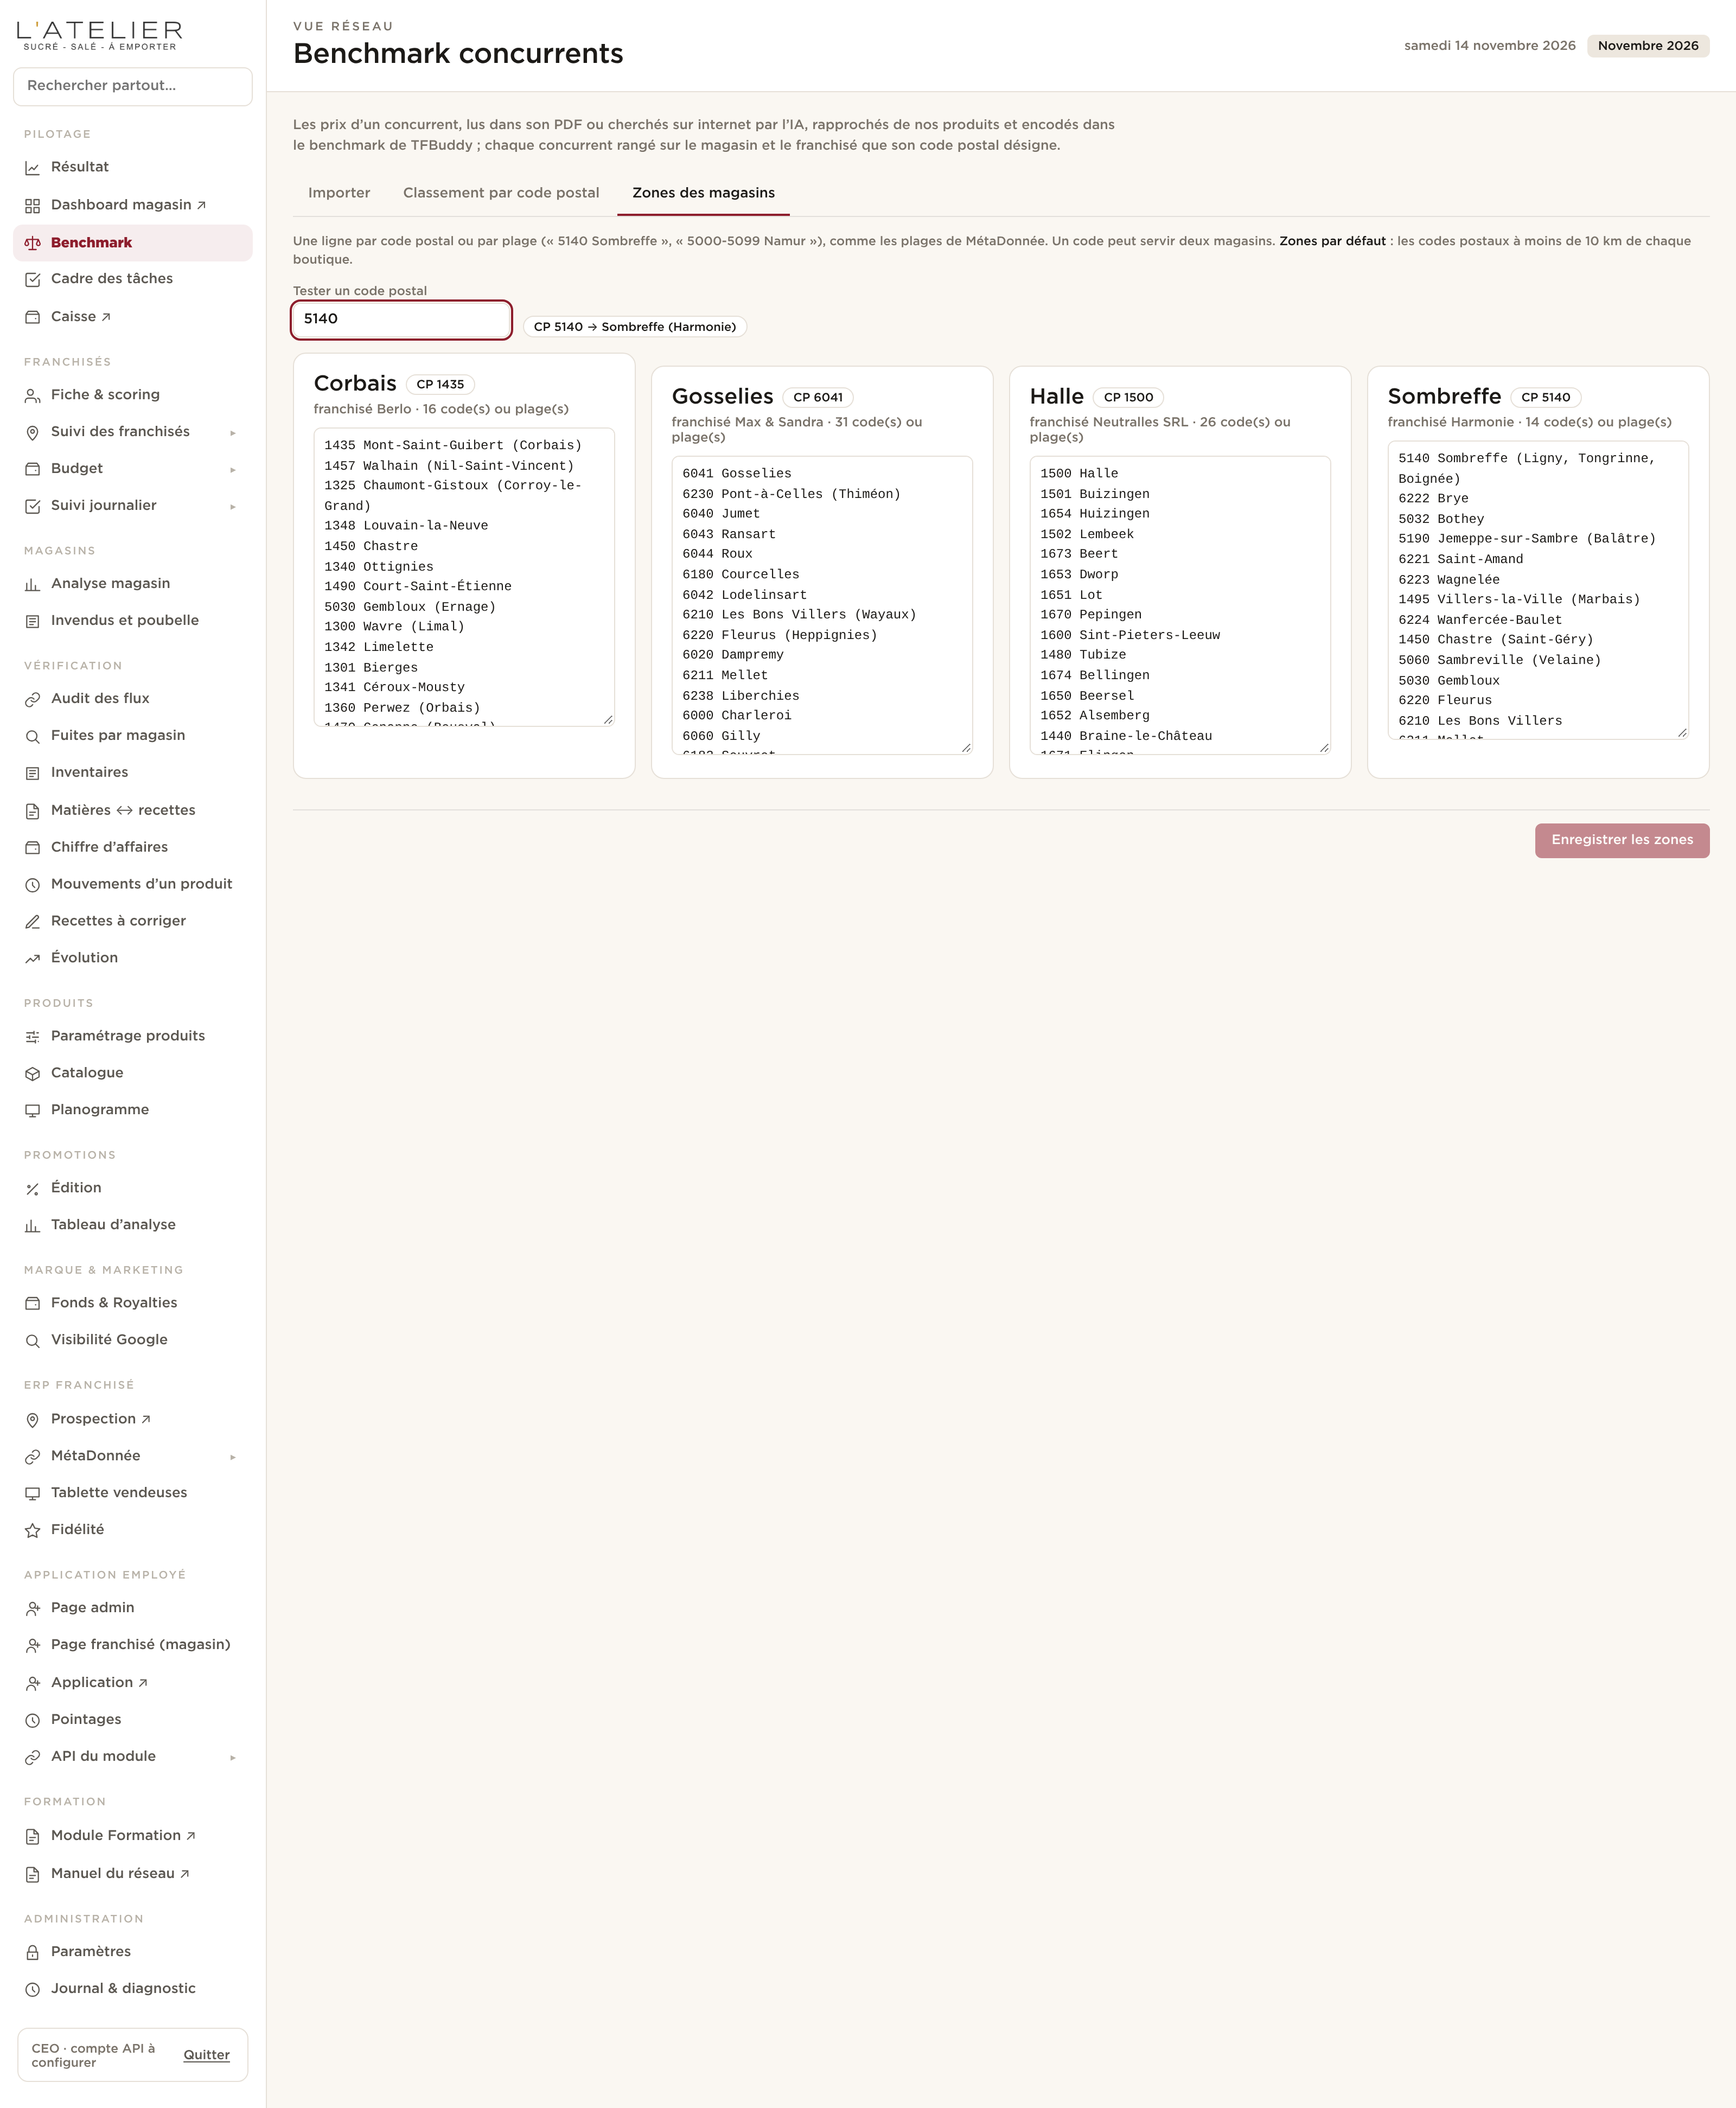 L'ATELIER
SUCRÉ - SALÉ - À EMPORTER
Rechercher partout...
PILOTAGE
Résultat
Dashboard magasin ↗
Benchmark
Cadre des tâches
Caisse ↗
FRANCHISÉS
Fiche & scoring
Suivi des franchisés ▸
Budget ▸
Suivi journalier ▸
MAGASINS
Analyse magasin
Invendus et poubelle
VÉRIFICATION
Audit des flux
Fuites par magasin
Inventaires
Matières ↔ recettes
Chiffre d’affaires
Mouvements d’un produit
Recettes à corriger
Évolution
PRODUITS
Paramétrage produits
Catalogue
Planogramme
PROMOTIONS
Édition
Tableau d’analyse
MARQUE & MARKETING
Fonds & Royalties
Visibilité Google
ERP FRANCHISÉ
Prospection ↗
MétaDonnée ▸
Tablette vendeuses
Fidélité
APPLICATION EMPLOYÉ
Page admin
Page franchisé (magasin)
Application ↗
Pointages
API du module ▸
FORMATION
Module Formation ↗
Manuel du réseau ↗
ADMINISTRATION
Paramètres
Journal & diagnostic
CEO · compte API à
configurer
Quitter
VUE RÉSEAU
Benchmark concurrents
samedi 14 novembre 2026
Novembre 2026
Les prix d’un concurrent, lus dans son PDF ou cherchés sur internet par l’IA, rapprochés de nos produits et encodés dans
le benchmark de TFBuddy ; chaque concurrent rangé sur le magasin et le franchisé que son code postal désigne.
Importer
Classement par code postal
Zones des magasins
Une ligne par code postal ou par plage (« 5140 Sombreffe », « 5000-5099 Namur »), comme les plages de MétaDonnée. Un code peut servir deux magasins. Zones par défaut : les codes postaux à moins de 10 km de chaque
boutique.
Tester un code postal
5140
CP 5140 → Sombreffe (Harmonie)
Corbais CP 1435
franchisé Berlo · 16 code(s) ou plage(s)
1435 Mont-Saint-Guibert (Corbais)
1457 Walhain (Nil-Saint-Vincent)
1325 Chaumont-Gistoux (Corroy-le-
Grand)
1348 Louvain-la-Neuve
1450 Chastre
1340 Ottignies
1490 Court-Saint-Étienne
5030 Gembloux (Ernage)
1300 Wavre (Limal)
1342 Limelette
1301 Bierges
1341 Céroux-Mousty
1360 Perwez (Orbais)
Gosselies CP 6041
franchisé Max & Sandra · 31 code(s) ou
plage(s)
6041 Gosselies
6230 Pont-à-Celles (Thiméon)
6040 Jumet
6043 Ransart
6044 Roux
6180 Courcelles
6042 Lodelinsart
6210 Les Bons Villers (Wayaux)
6220 Fleurus (Heppignies)
6020 Dampremy
6211 Mellet
6238 Liberchies
6000 Charleroi
6060 Gilly
Halle CP 1500
franchisé Neutralles SRL · 26 code(s) ou
plage(s)
1500 Halle
1501 Buizingen
1654 Huizingen
1502 Lembeek
1673 Beert
1653 Dworp
1651 Lot
1670 Pepingen
1600 Sint-Pieters-Leeuw
1480 Tubize
1674 Bellingen
1650 Beersel
1652 Alsemberg
1440 Braine-le-Château
Sombreffe CP 5140
franchisé Harmonie · 14 code(s) ou plage(s)
5140 Sombreffe (Ligny, Tongrinne,
Boignée)
6222 Brye
5032 Bothey
5190 Jemeppe-sur-Sambre (Balâtre)
6221 Saint-Amand
6223 Wagnelée
1495 Villers-la-Ville (Marbais)
6224 Wanfercée-Baulet
1450 Chastre (Saint-Géry)
5060 Sambreville (Velaine)
5030 Gembloux
6220 Fleurus
6210 Les Bons Villers
Enregistrer les zones